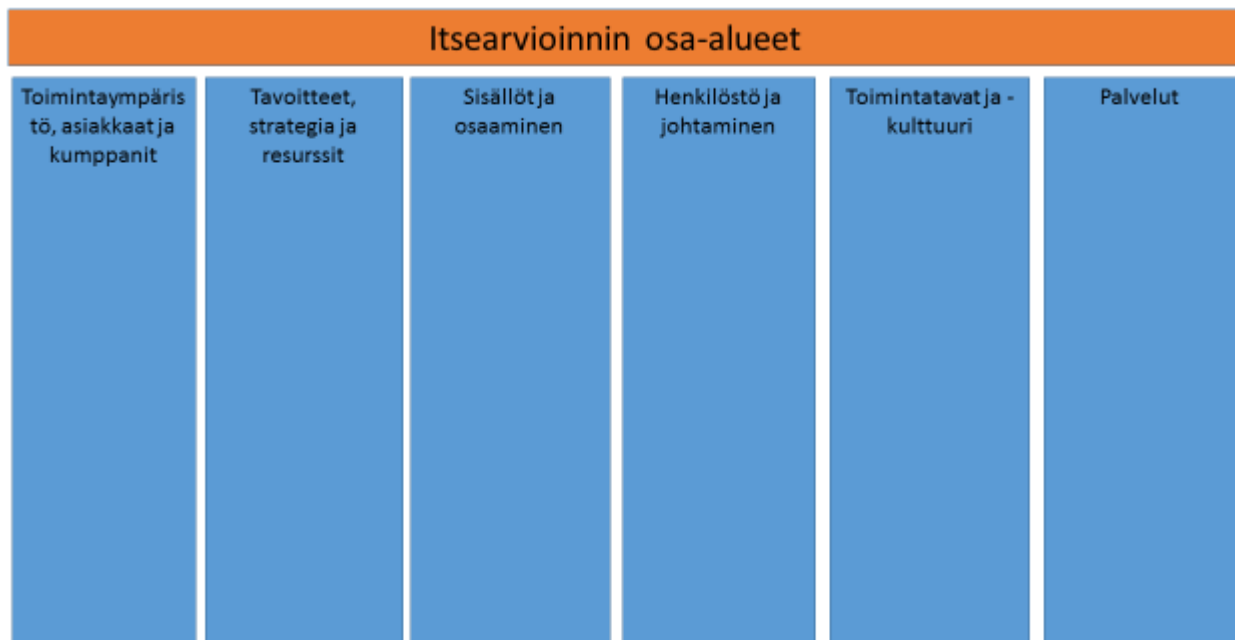 Itsearvioinnin osa-alueet
Toimintaympäris
tö, asiakkaat ja
kumppanit
Tavoitteet,
strategia ja
resurssit
Sisällöt ja
osaaminen
Henkilöstö ja
johtaminen
Toimintatavat ja -
kulttuuri
Palvelut